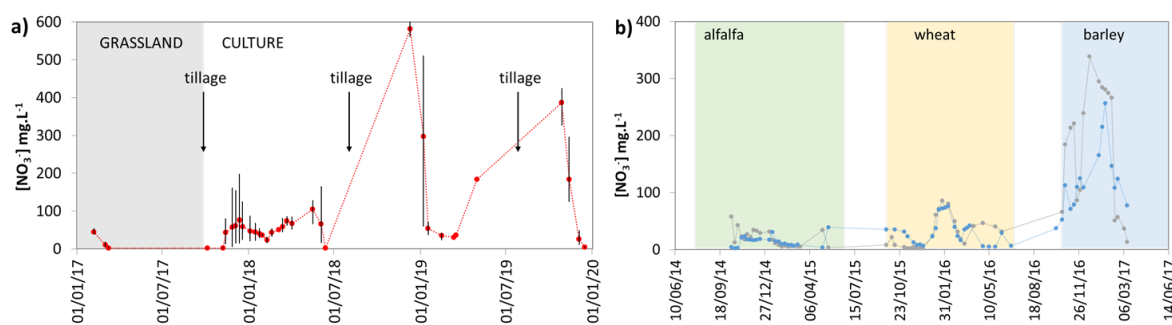 a)
[NO3-] mg.L-1
600
500
400
300
200
100
0
GRASSLAND
CULTURE
tillage
tillage
tillage
01/01/17
01/07/17
01/01/18
01/07/18
01/01/19
01/07/19
01/01/20
b)
[NO3-] mg.L-1
400
300
200
100
0
alfalfa
wheat
barley
10/06/14
18/09/14
27/12/14
06/04/15
15/07/15
23/10/15
31/01/16
10/05/16
18/08/16
26/11/16
06/03/17
14/06/17